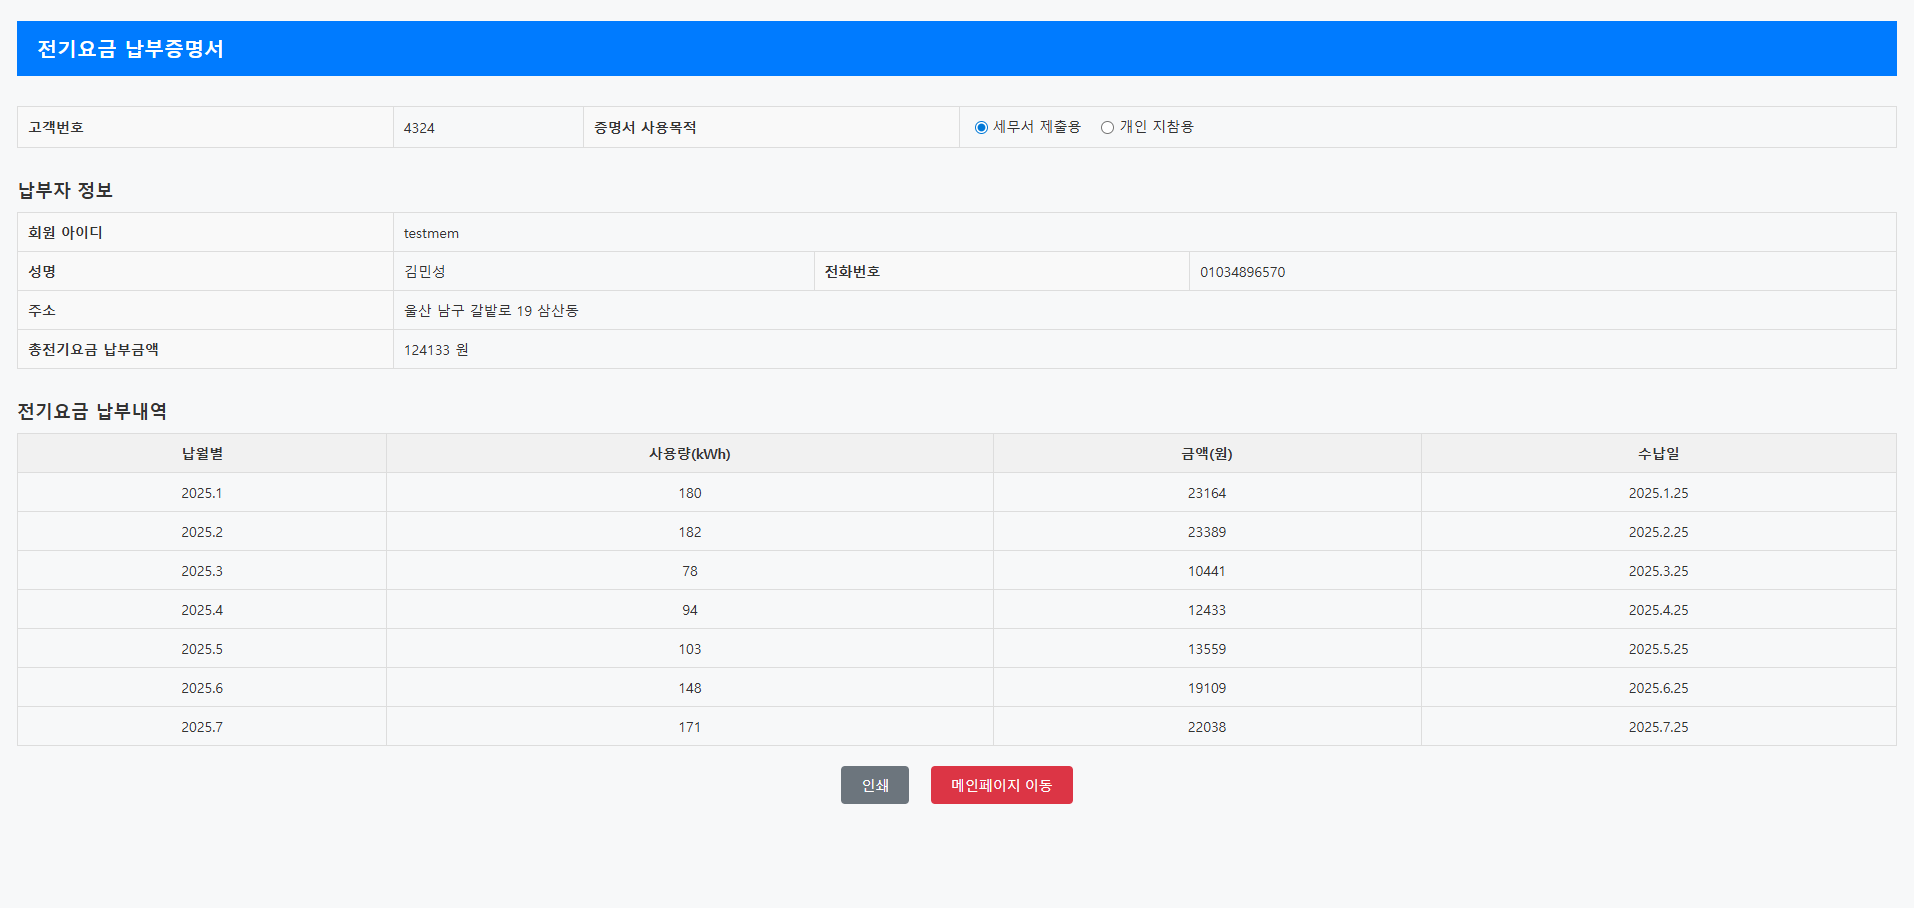 전기요금 납부증명서
고객번호 4324 증명서 사용목적 세무서 제출용 개인 지참용
납부자 정보
회원 아이디 testmem
성명 김민성 전화번호 01034896570
주소 울산 남구 갈밭로 19 삼산동
총전기요금 납부금액 124133 원
전기요금 납부내역
납월별 사용량(kWh) 금액(원) 수납일
2025.1 180 23164 2025.1.25
2025.2 182 23389 2025.2.25
2025.3 78 10441 2025.3.25
2025.4 94 12433 2025.4.25
2025.5 103 13559 2025.5.25
2025.6 148 19109 2025.6.25
2025.7 171 22038 2025.7.25
인쇄 메인페이지 이동